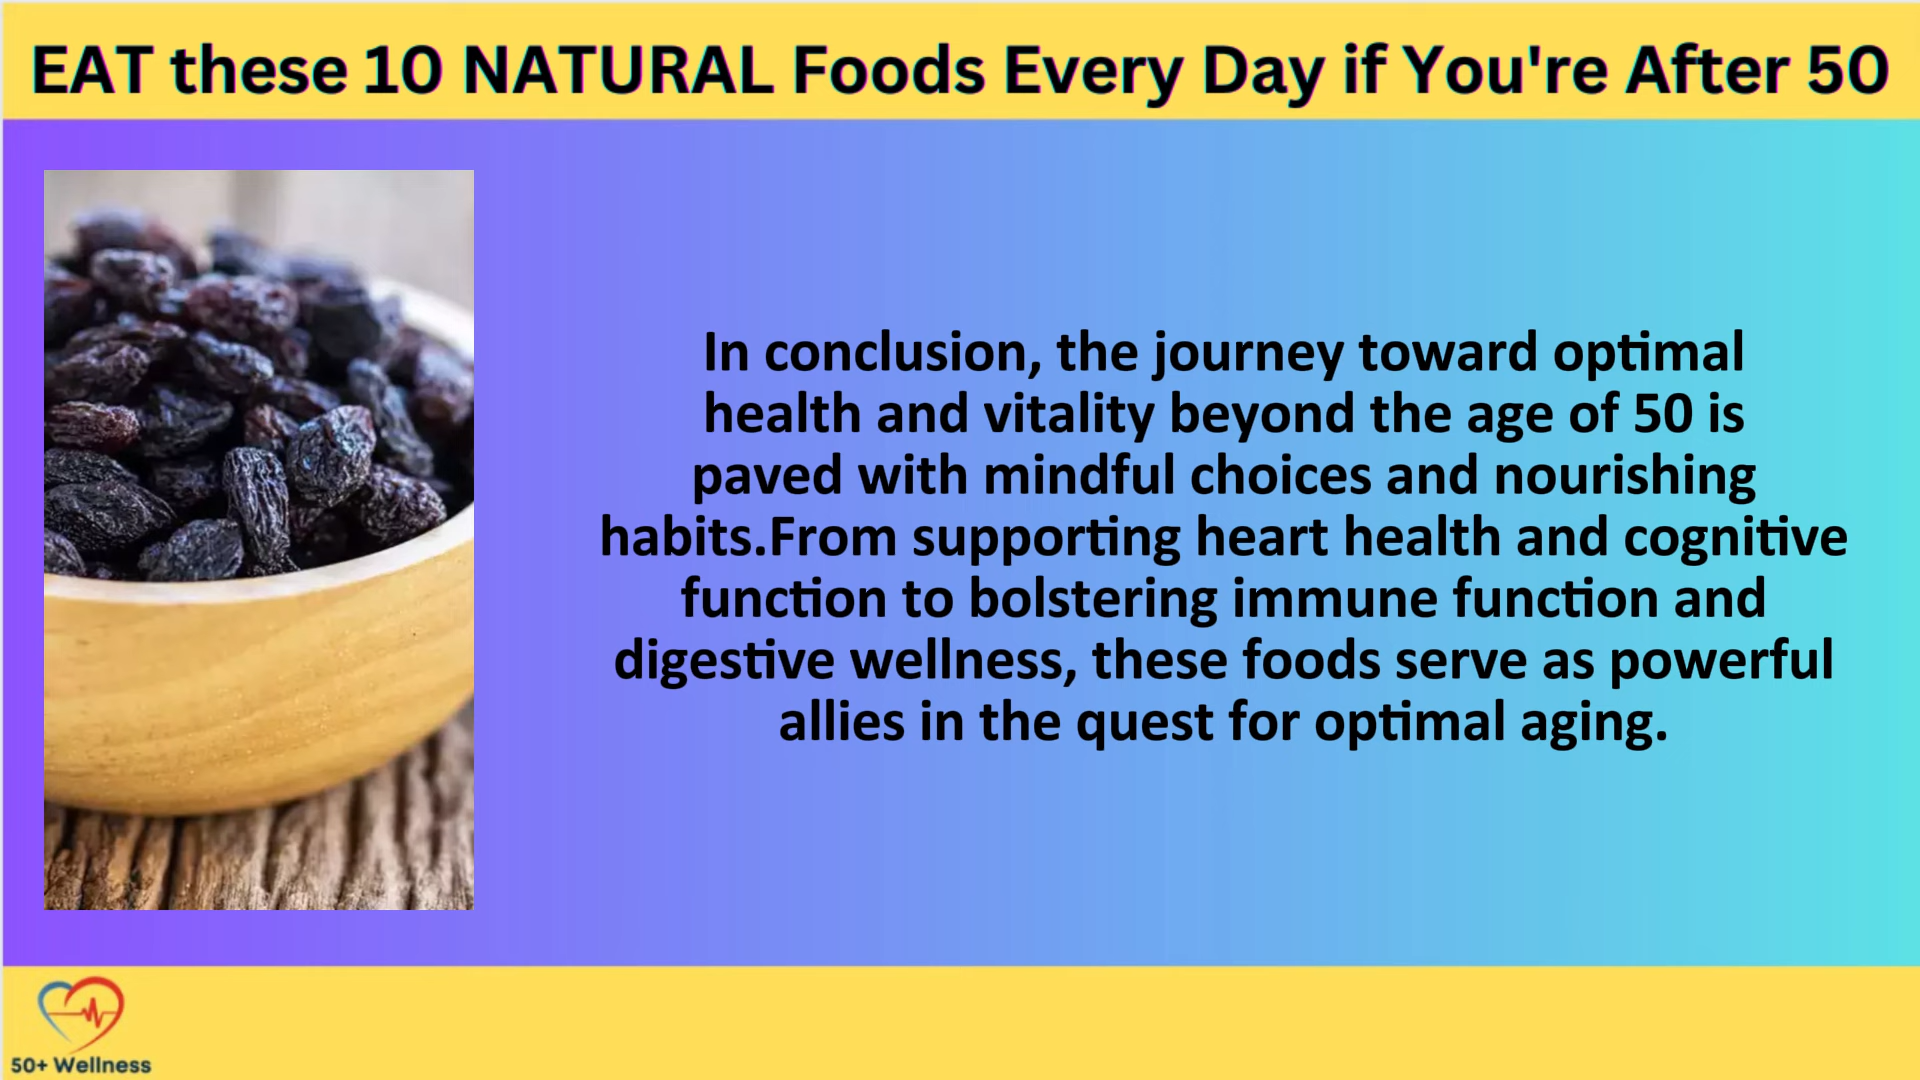 EAT these 10 NATURAL Foods Every Day if You're After 50
In conclusion, the journey toward optimal
health and vitality beyond the age of 50 is
paved with mindful choices and nourishing
habits.From supporting heart health and cognitive
function to bolstering immune function and
digestive wellness, these foods serve as powerful
allies in the quest for optimal aging.
50+ Wellness